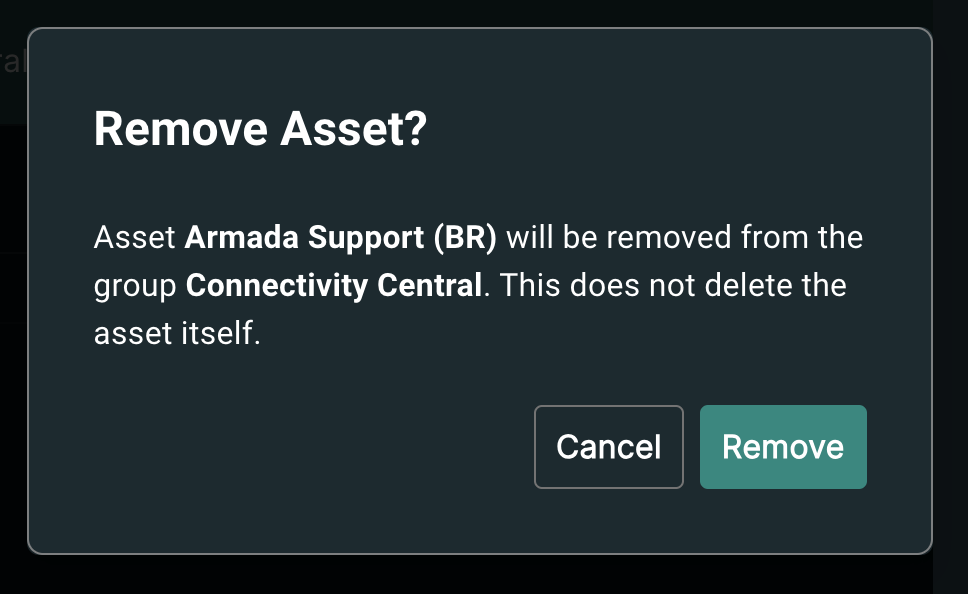 Remove Asset?
Asset Armada Support (BR) will be removed from the
group Connectivity Central. This does not delete the
asset itself.
Cancel
Remove